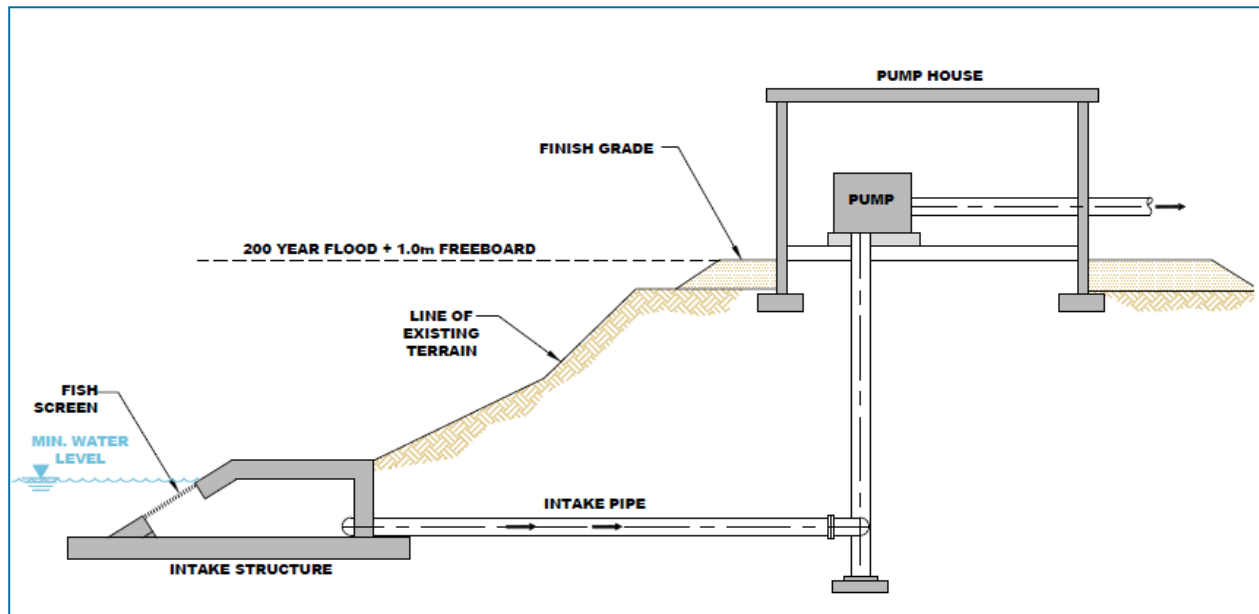 PUMP HOUSE
FINISH GRADE
PUMP
200 YEAR FLOOD + 1.0m FREEBOARD
LINE OF
EXISTING
TERRAIN
FISH
SCREEN
MIN. WATER
LEVEL
INTAKE PIPE
INTAKE STRUCTURE